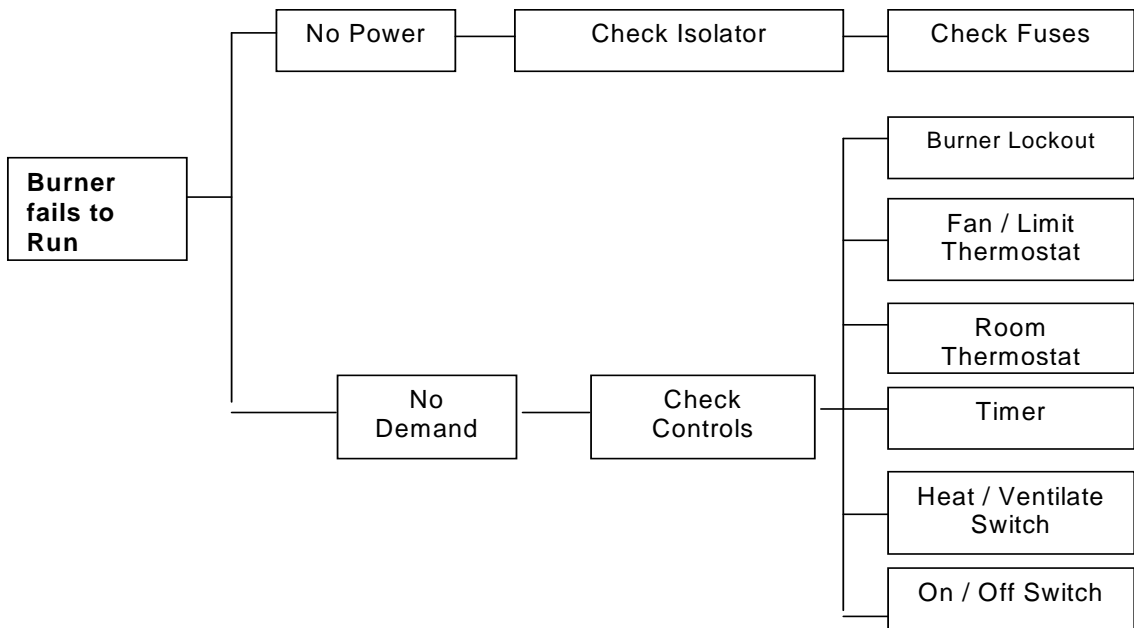 No Power
Check Isolator
Check Fuses
Burner
fails to
Run
Burner Lockout
Fan / Limit
Thermostat
Room
Thermostat
No
Demand
Check
Controls
Timer
Heat / Ventilate
Switch
On / Off Switch